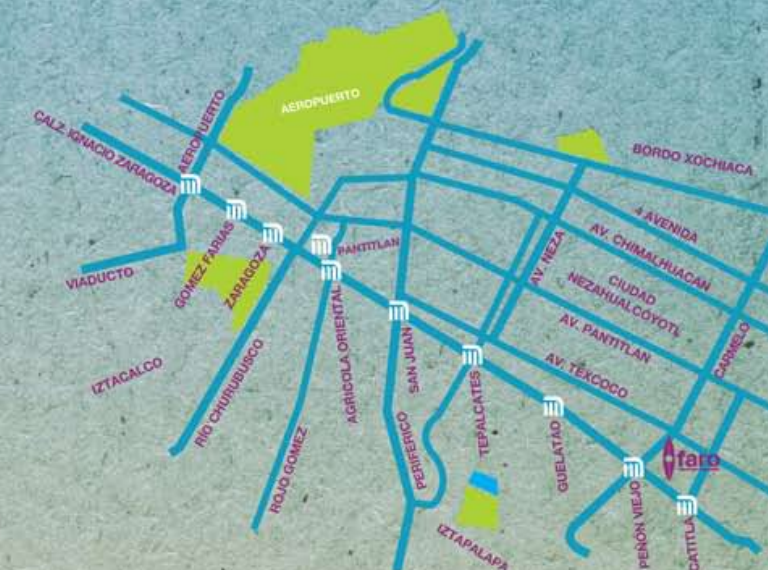 AEROPUERTO
CALZ. IGNACIO ZARAGOZA
AEROPUERTO
BORDO XOCHIACA
4 AVENIDA
AV. CHIMALHUACAN
CIUDAD
NEZAHUALCOYOTL
AV. NEZA
AV. PANTITLAN
AV. TEXCOCO
CARMELO
VIADUCTO
GOMEZ FARIAS
ZARAGOZA
PANTITLAN
IZTACALCO
RÍO CHURUBUSCO
AGRICOLA ORIENTAL
ROJO GOMEZ
SAN JUAN
PERIFERICO
TEPALCATES
GUELATAO
IZTAPALAPA
PEÑON VIEJO
faro